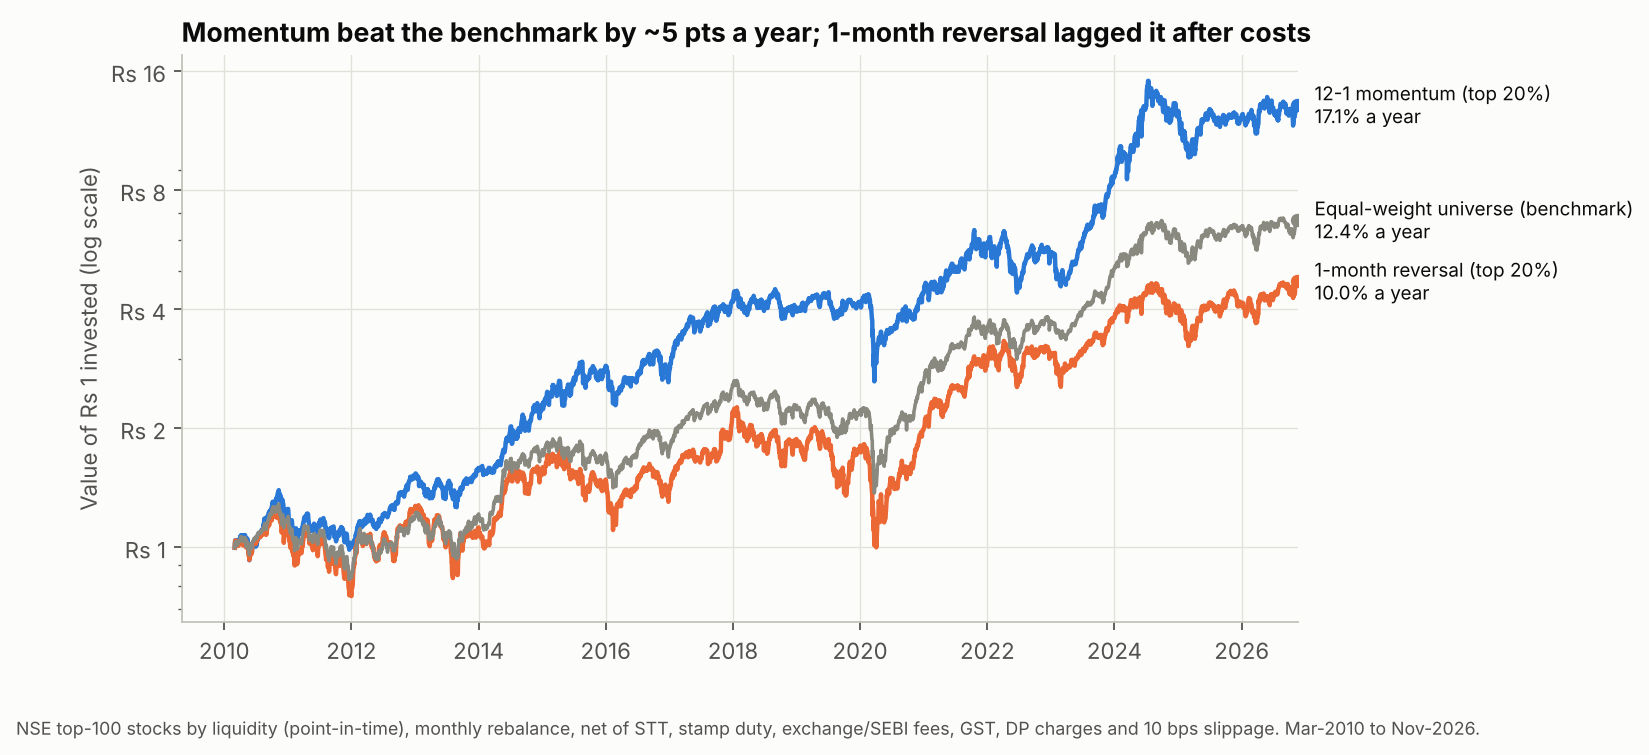 Momentum beat the benchmark by ~5 pts a year; 1-month reversal lagged it after costs
Value of Rs 1 invested (log scale)
Rs 16
Rs 8
Rs 4
Rs 2
Rs 1
12-1 momentum (top 20%)
17.1% a year
Equal-weight universe (benchmark)
12.4% a year
1-month reversal (top 20%)
10.0% a year
2010 2012 2014 2016 2018 2020 2022 2024 2026
NSE top-100 stocks by liquidity (point-in-time), monthly rebalance, net of STT, stamp duty, exchange/SEBI fees, GST, DP charges and 10 bps slippage. Mar-2010 to Nov-2026.